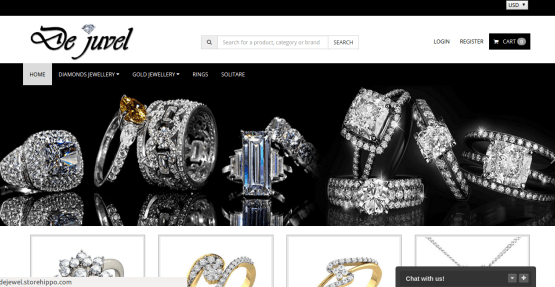 USD
De juvel
Search for a product, category or brand
SEARCH
LOGIN
REGISTER
CART 0
HOME
DIAMONDS JEWELLERY
GOLD JEWELLERY
RINGS
SOLITARE
dejewel.storehippo.com
Chat with us!